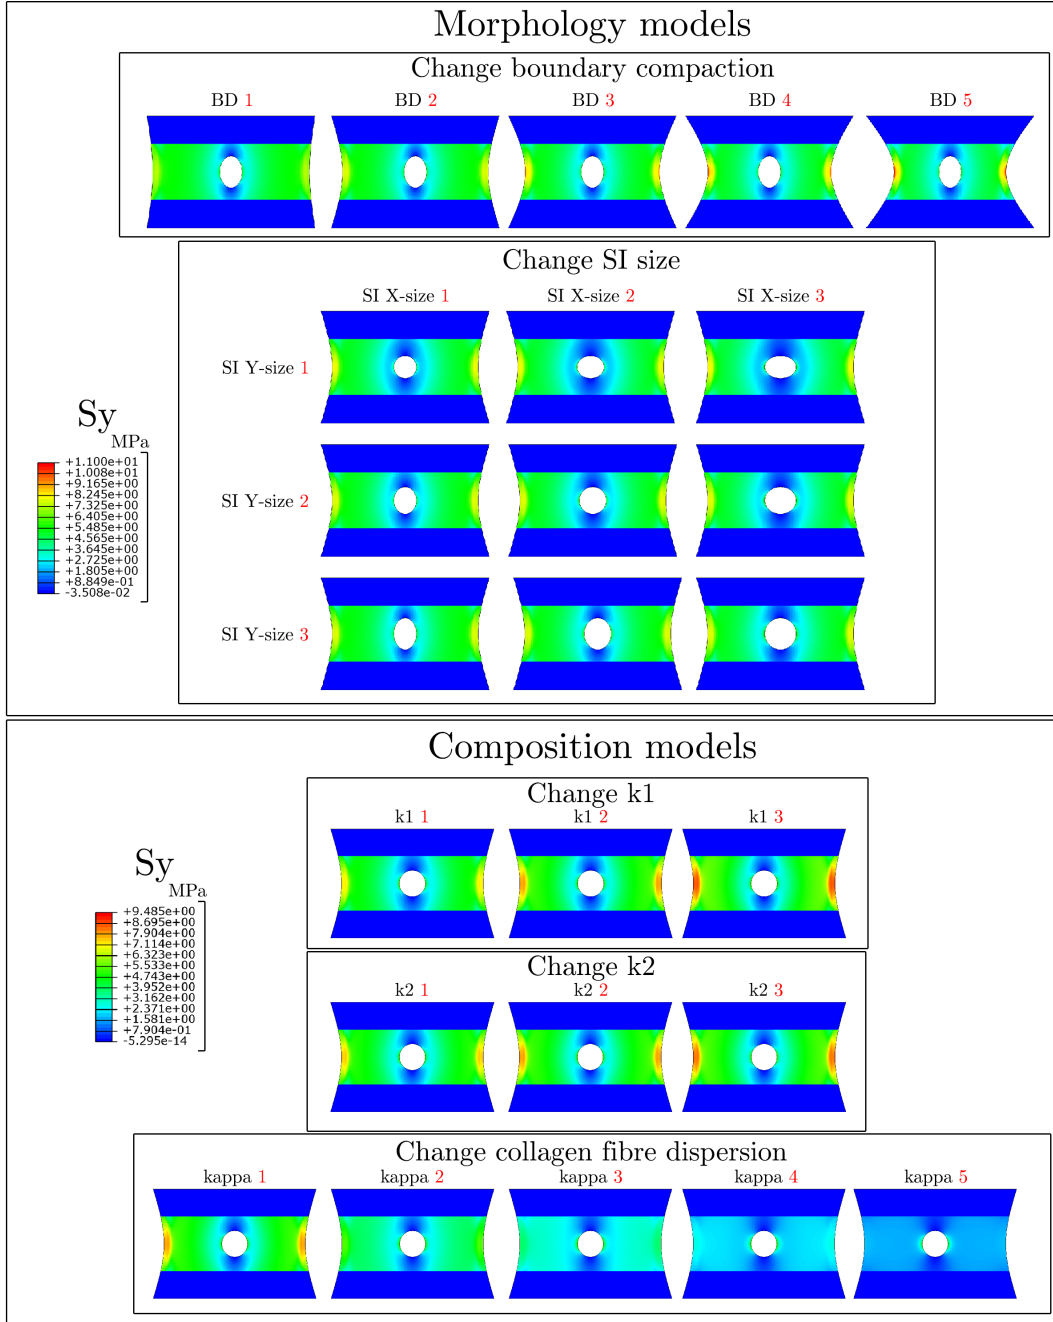 Morphology models
Change boundary compaction
BD 1 BD 2 BD 3 BD 4 BD 5
Change SI size
SI X-size 1 SI X-size 2 SI X-size 3
SI Y-size 1
Sy
MPa
+1.100e+01
+1.008e+01
+9.165e+00
+8.245e+00
+7.325e+00
+6.405e+00
+5.485e+00
+4.565e+00
+3.645e+00
+2.725e+00
+1.805e+00
+8.849e-01
-3.508e-02
SI Y-size 2
SI Y-size 3
Composition models
Change k1
k1 1 k1 2 k1 3
Sy
MPa
+9.485e+00
+8.695e+00
+7.904e+00
+7.114e+00
+6.323e+00
+5.533e+00
+4.743e+00
+3.952e+00
+3.162e+00
+2.371e+00
+1.581e+00
+7.904e-01
-5.295e-14
Change k2
k2 1 k2 2 k2 3
Change collagen fibre dispersion
kappa 1 kappa 2 kappa 3 kappa 4 kappa 5